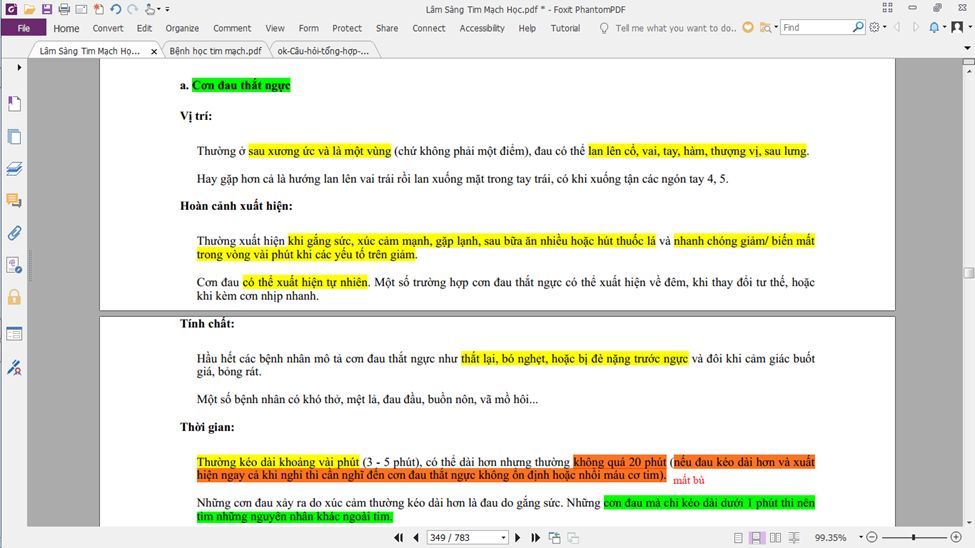 Lâm Sàng Tim Mạch Học.pdf * - Foxit PhantomPDF
File Home Convert Edit Organize Comment View Form Protect Share Connect Help Tutorial Tell me what you want to do.. Find
Lâm Sàng Tim Mạch Họ... Bệnh học tim mạch.pdf ok-Câu-hỏi-tổng-hợp-...
a. Cơn đau thắt ngực
Vị trí:
Thường ở sau xương ức và là một vùng (chứ không phải một điểm), đau có thể lan lên cổ, vai, tay, hàm, thượng vị, sau lưng.
Hay gặp hơn cả là hướng lan lên vai trái rồi lan xuống mặt trong tay trái, có khi xuống tận các ngón tay 4, 5.
Hoàn cảnh xuất hiện:
Thường xuất hiện khi gắng sức, xúc cảm mạnh, gặp lạnh, sau bữa ăn nhiều hoặc hút thuốc lá và nhanh chóng giảm/ biến mất
trong vòng vài phút khi các yếu tố trên giảm.
Cơn đau có thể xuất hiện tự nhiên. Một số trường hợp cơn đau thắt ngực có thể xuất hiện về đêm, khi thay đổi tư thế, hoặc
khi kèm cơn nhịp nhanh.
Tính chất:
Hầu hết các bệnh nhân mô tả cơn đau thắt ngực như thắt lại, bó nghẹt, hoặc bị đè nặng trước ngực và đôi khi cảm giác buốt
giá, bỏng rát.
Một số bệnh nhân có khó thở, mệt lả, đau đầu, buồn nôn, vã mồ hôi...
Thời gian:
Thường kéo dài khoảng vài phút (3 - 5 phút), có thể dài hơn nhưng thường không quá 20 phút (nếu đau kéo dài hơn và xuất
hiện ngay cả khi nghỉ thì cần nghĩ đến cơn đau thắt ngực không ổn định hoặc nhồi máu cơ tim).
mất bù
Những cơn đau xảy ra do xúc cảm thường kéo dài hơn là đau do gắng sức. Những cơn đau mà chỉ kéo dài dưới 1 phút thì nên
tìm những nguyên nhân khác ngoài tim.
349 / 783 99.35%